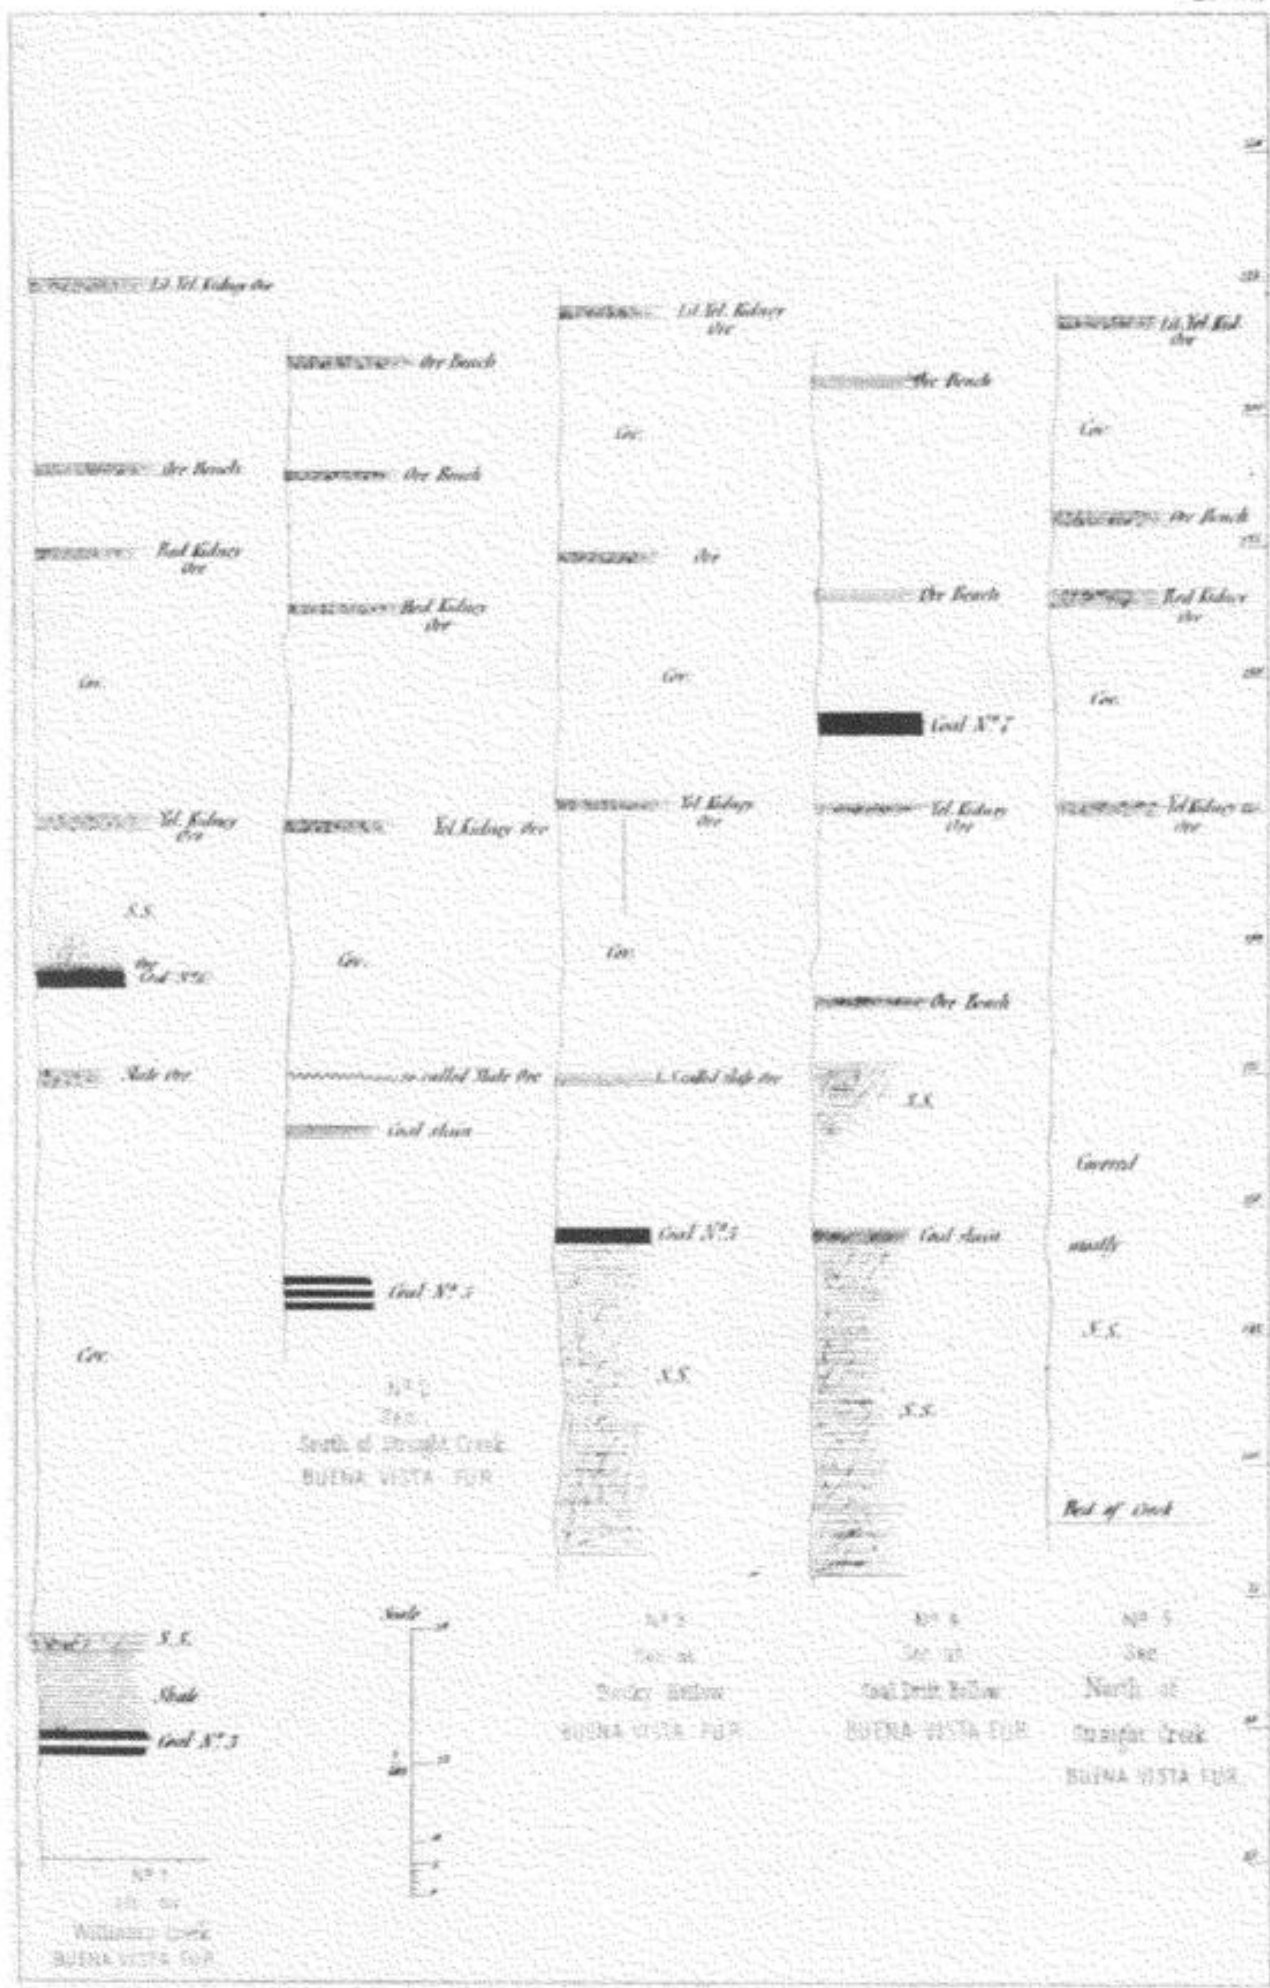 Lit. Yel. Kidney Ore
Ore Bench
Red Kidney
Ore
Cov.
Yel. Kidney
Ore
S.S.
Ore
Coal Nº 6
Slate Ore
Cov.
S.S.
Shale
Coal Nº 3
Nº 1
Williams Creek
BUENA VISTA FUR.
Ore Bench
Ore Bench
Red Kidney
Ore
Yel. Kidney Ore
Cov.
so called Slate Ore
Coal stain
Coal Nº 5
Nº 2
Sec.
South of Straight Creek
BUENA VISTA FUR.
Scale
Lit. Yel. Kidney
Ore
Cov.
Ore
Cov.
Yel. Kidney
Ore
Cov.
so called Slate Ore
Coal Nº 5
S.S.
Nº 3
Sec. at
Hollow
BUENA VISTA FUR.
Ore Bench
Ore Bench
Coal Nº 7
Yel. Kidney
Ore
Ore Bench
S.S.
Coal stain
S.S.
Nº 4
Sec. at
Coal Drift Hollow
BUENA VISTA FUR.
Lit. Yel. Kid.
Ore
Cov.
Ore Bench
Red Kidney
Ore
Cov.
Yel. Kidney
Ore
Covered
mostly
S.S.
Bed of Creek
Nº 5
Sec.
North of
Straight Creek
BUENA VISTA FUR.